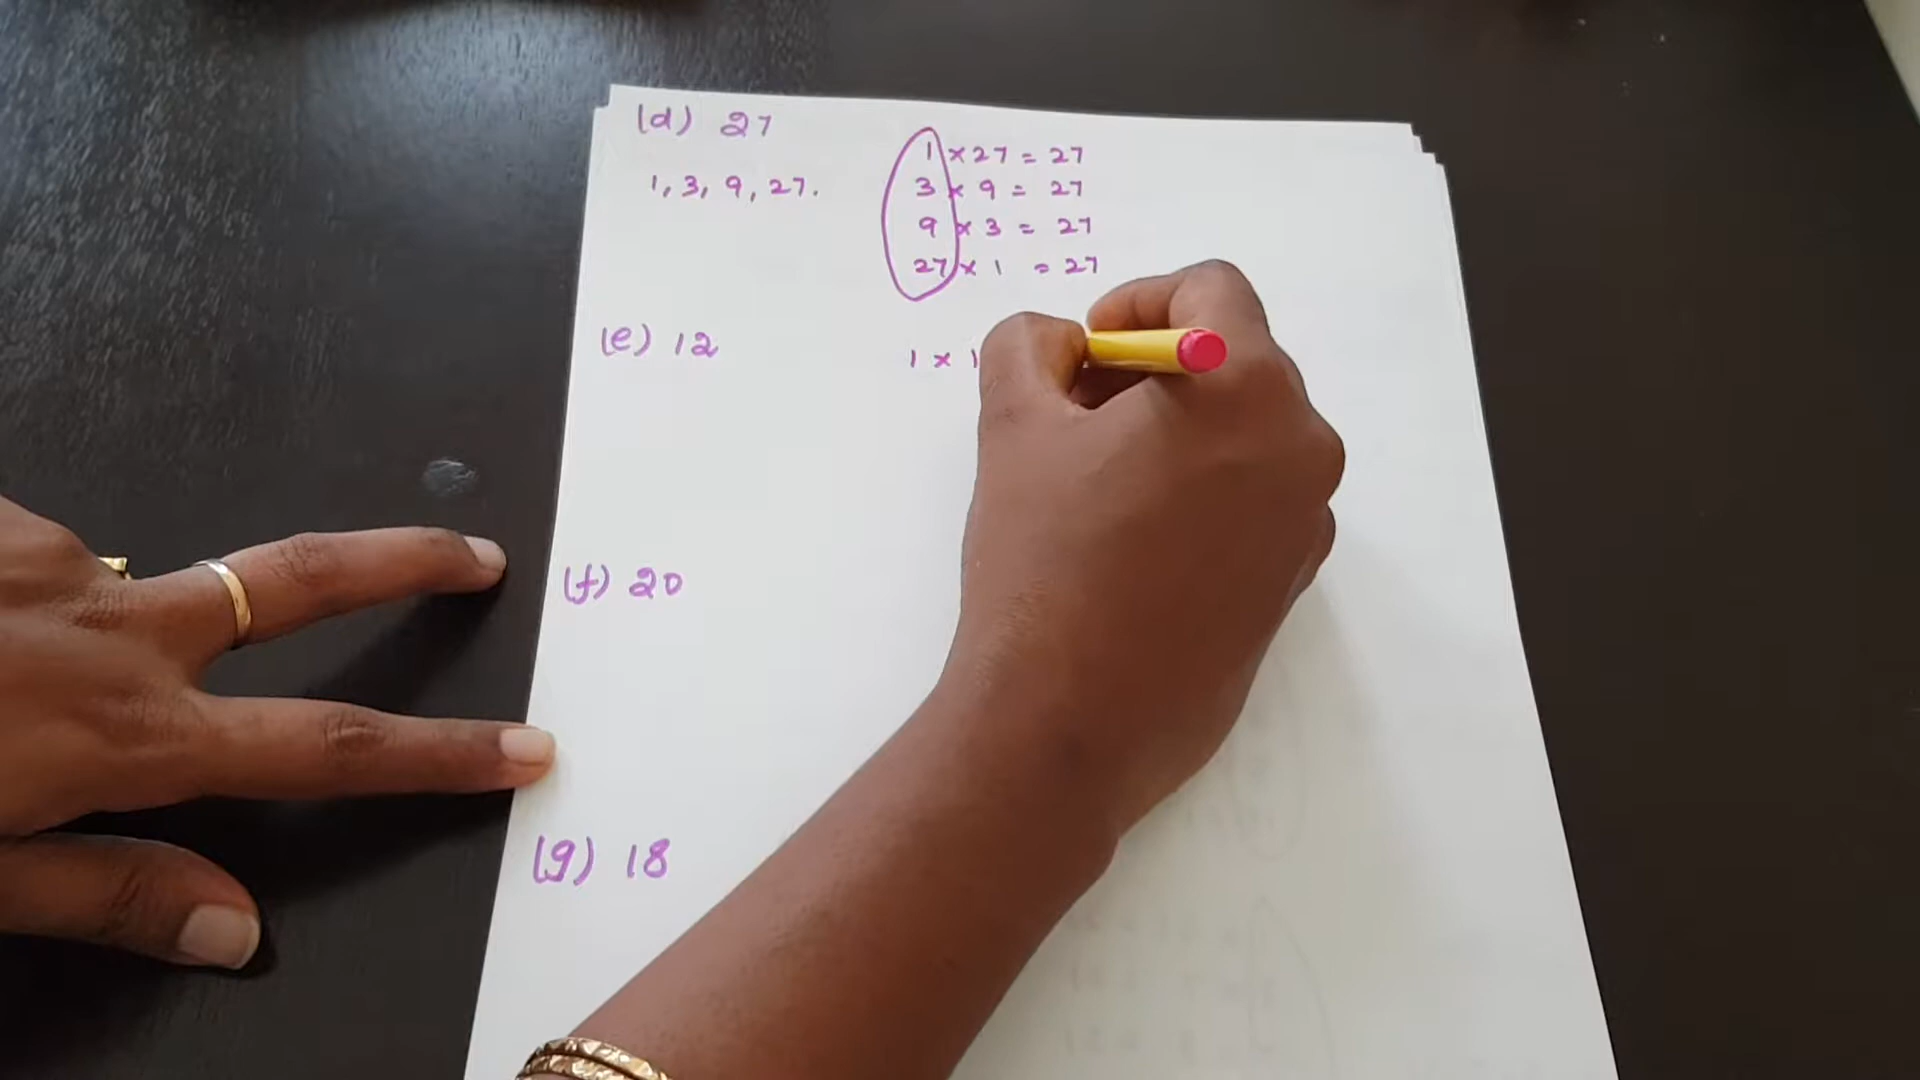 (d) 27
1, 3, 9, 27.
1 × 27 = 27
3 × 9 = 27
9 × 3 = 27
27 × 1 = 27
(e) 12
1 × 1
(f) 20
(g) 18